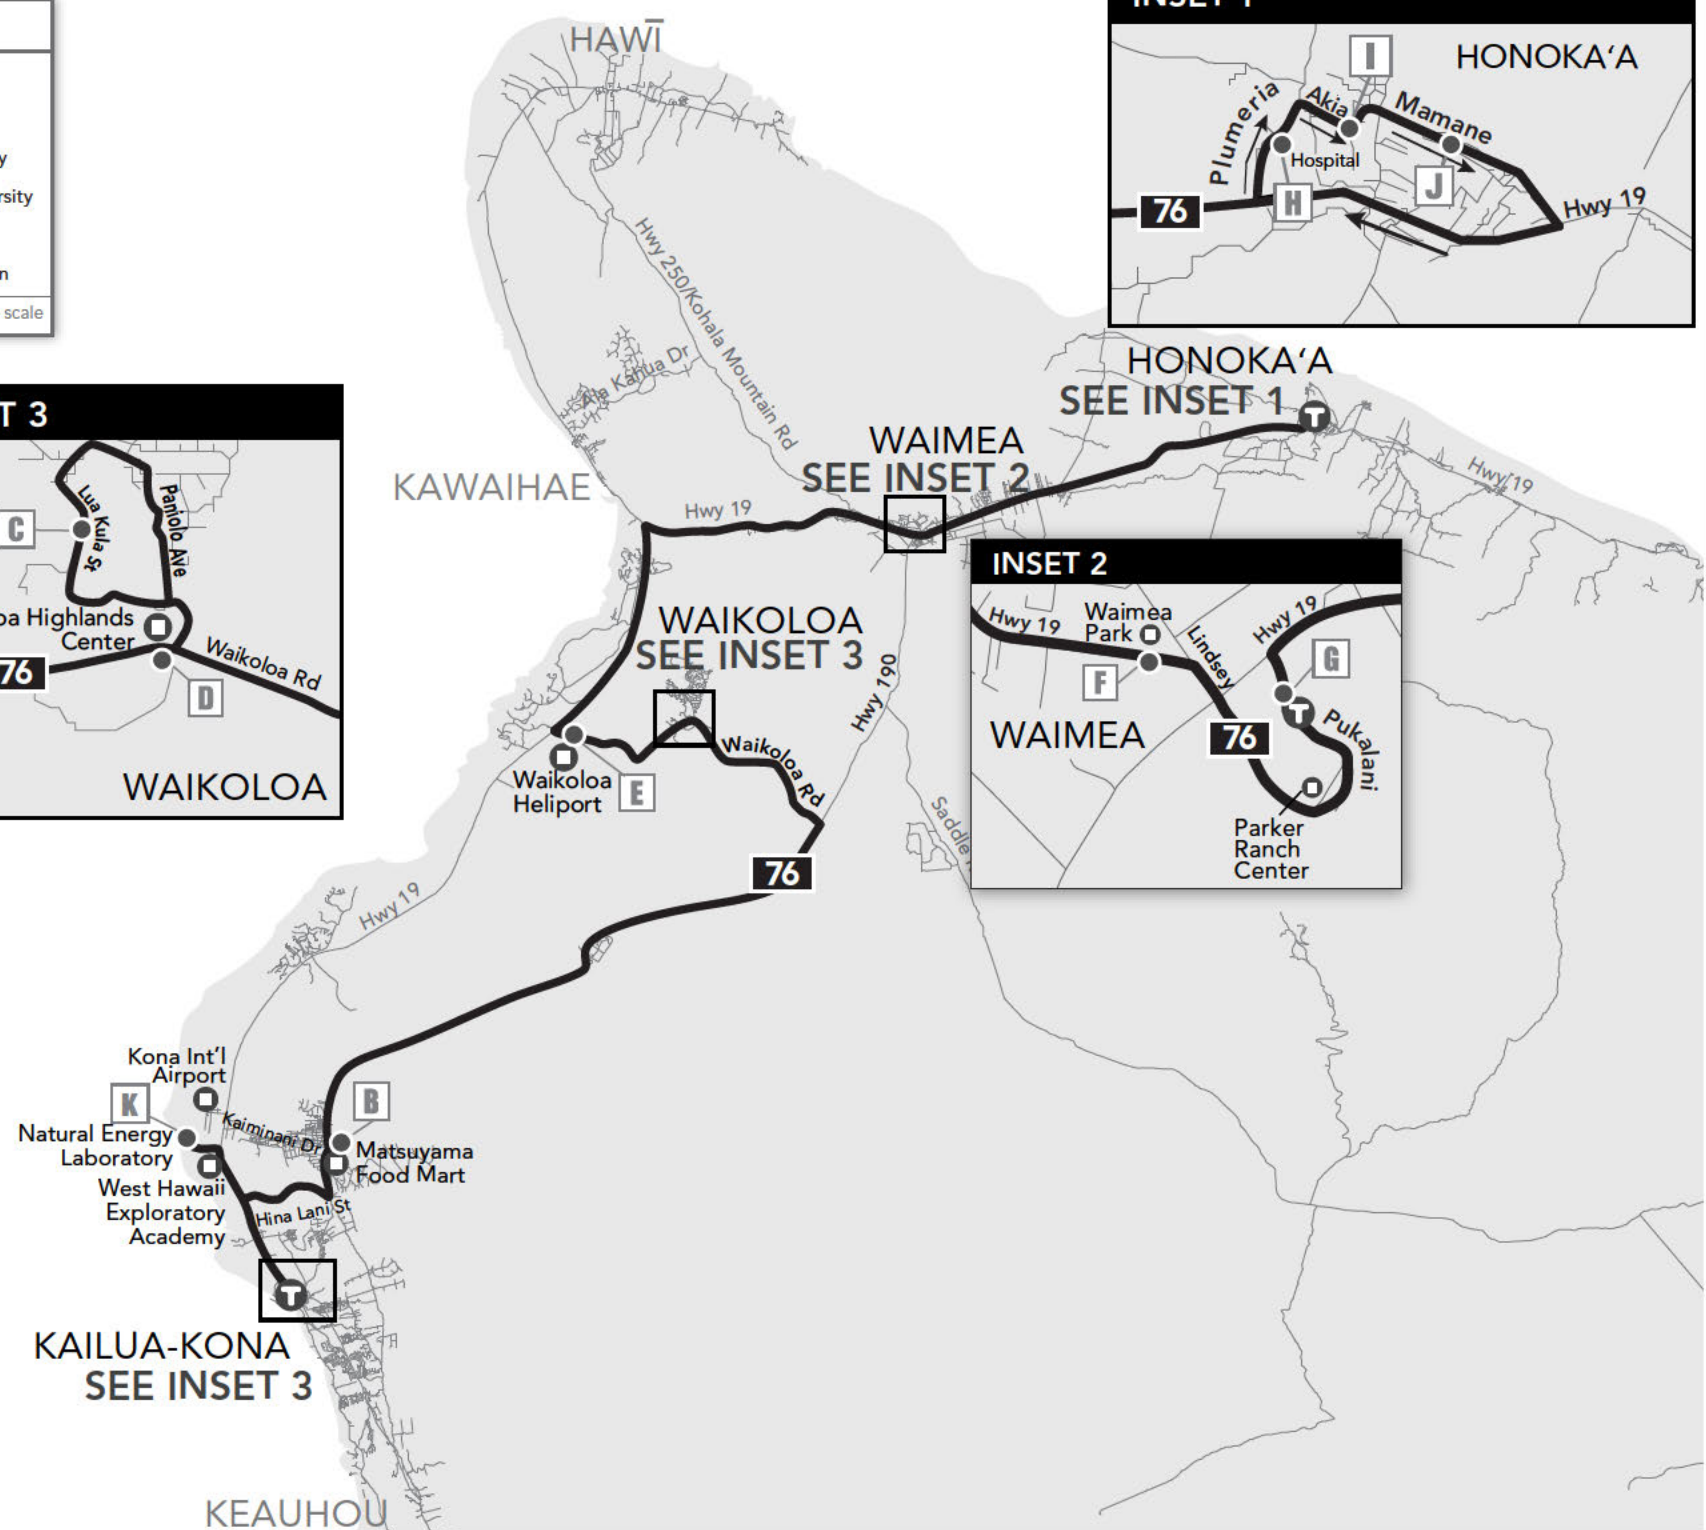 HAWĪ
INSET 1
HONOKA‘A
I
Plumeria
Akia
Mamane
Hospital
H
J
76
Hwy 19
y
rsity
n
scale
Hwy 250/Kohala Mountain Rd
Ala Kahua Dr
KAWAIHAE
HONOKA‘A
SEE INSET 1
T
WAIMEA
SEE INSET 2
Hwy 19
Hwy 19
T 3
C
Lua Kula St
Paniolo Ave
oa Highlands
Center
76
Waikoloa Rd
D
WAIKOLOA
WAIKOLOA
SEE INSET 3
Hwy 190
Waikoloa Rd
Waikoloa
Heliport
E
76
Saddle
INSET 2
Hwy 19
Waimea
Park
Lindsey
Hwy 19
F
G
T
WAIMEA
76
Pukalani
Parker
Ranch
Center
Hwy 19
Kona Int’l
Airport
K
B
Kaiminani Dr
Natural Energy
Laboratory
Matsuyama
Food Mart
West Hawaii
Exploratory
Academy
Hina Lani St
T
KAILUA-KONA
SEE INSET 3
KEAUHOU